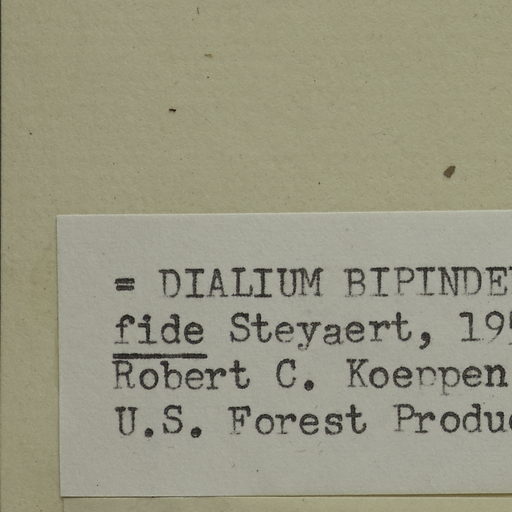 = DIALIUM BIPINDE
fide Steyaert, 19
Robert C. Koeppen
U.S. Forest Produ